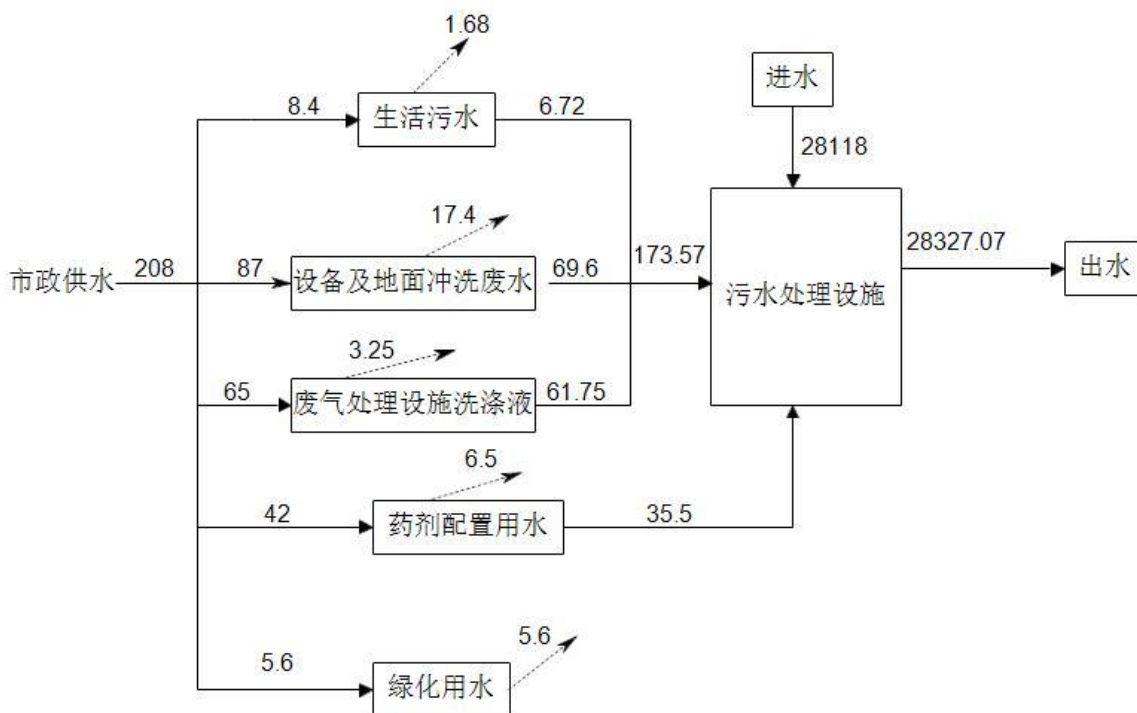 1.68
进水
8.4
生活污水
6.72
28118
17.4
28327.07
市政供水
208
87
设备及地面冲洗废水
69.6
173.57
污水处理设施
出水
3.25
65
废气处理设施洗涤液
61.75
6.5
42
药剂配置用水
35.5
5.6
5.6
绿化用水